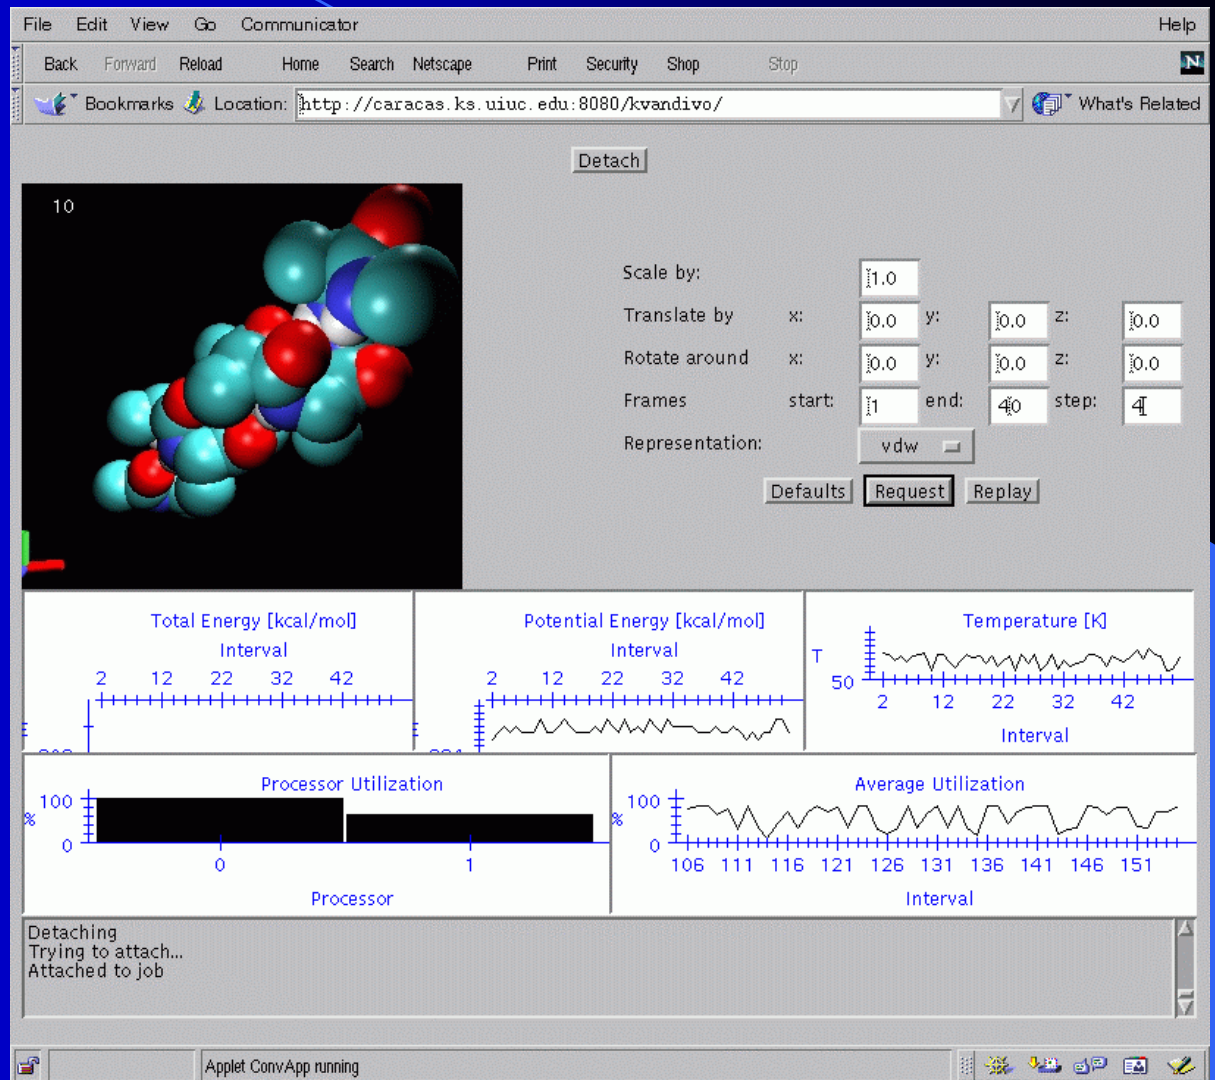 File Edit View Go Communicator Help
Back Forward Reload Home Search Netscape Print Security Shop Stop N
Bookmarks Location: http://caracas.ks.uiuc.edu:8080/kvandivo/ What's Related
Detach
10
Scale by: 1.0
Translate by x: 0.0 y: 0.0 z: 0.0
Rotate around x: 0.0 y: 0.0 z: 0.0
Frames start: 1 end: 40 step: 4
Representation: vdw
Defaults Request Replay
Total Energy [kcal/mol]
Interval
2 12 22 32 42
Potential Energy [kcal/mol]
Interval
2 12 22 32 42
Temperature [K]
T
50
2 12 22 32 42
Interval
Processor Utilization
100
%
0
0 1
Processor
Average Utilization
100
%
0
106 111 116 121 126 131 136 141 146 151
Interval
Detaching
Trying to attach...
Attached to job
Applet ConvApp running